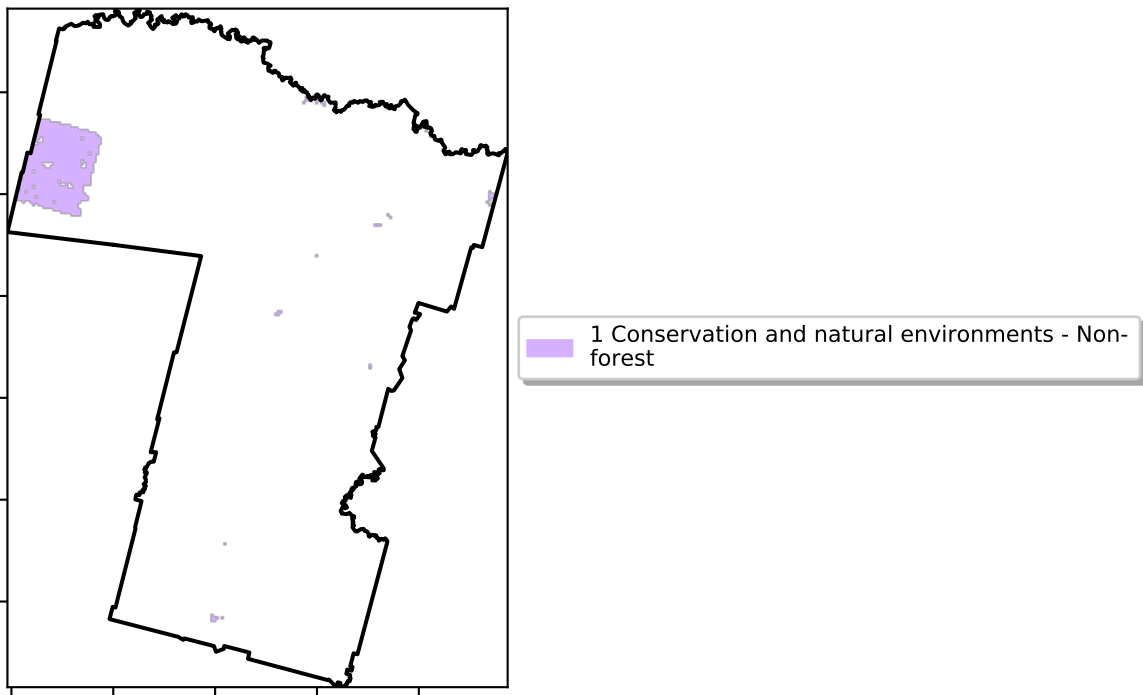 1 Conservation and natural environments - Non-
forest